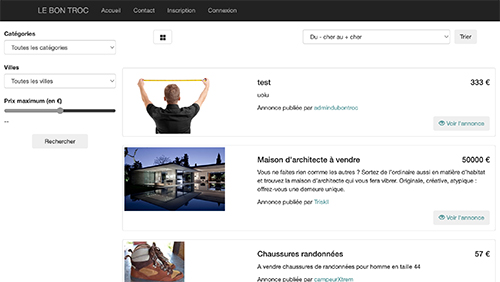 LE BON TROC Accueil Contact Inscription Connexion
Catégories
Toutes les catégories
Du - cher au + cher
Trier
Villes
Toutes les villes
Prix maximum (en €)
--
Rechercher
test 333 €
uoiu
Annonce publiée par admindubontroc
Voir l'annonce
Maison d'architecte à vendre 50000 €
Vous ne faites rien comme les autres ? Sortez de l'ordinaire aussi en matière d'habitat
et trouvez la maison d'architecte qui vous fera vibrer. Originale, créative, atypique :
offrez-vous une demeure unique.
Annonce publiée par Triskll
Voir l'annonce
Chaussures randonnées 57 €
A vendre chaussures de randonnées pour homme en taille 44
Annonce publiée par campeurXtrem